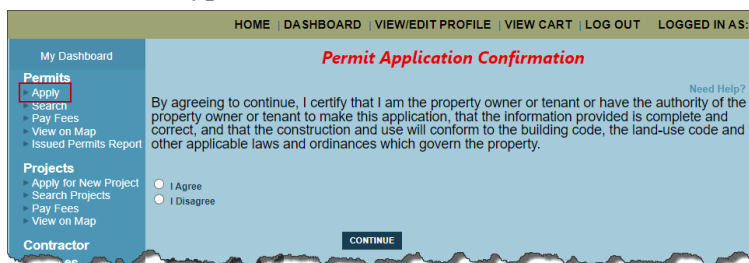 HOME | DASHBOARD | VIEW/EDIT PROFILE | VIEW CART | LOG OUT LOGGED IN AS:
My Dashboard
Permits
Apply
Search
Pay Fees
View on Map
Issued Permits Report
Projects
Apply for New Project
Search Projects
Pay Fees
View on Map
Contractor
Permit Application Confirmation
Need Help?
By agreeing to continue, I certify that I am the property owner or tenant or have the authority of the
property owner or tenant to make this application, that the information provided is complete and
correct, and that the construction and use will conform to the building code, the land-use code and
other applicable laws and ordinances which govern the property.
I Agree
I Disagree
CONTINUE